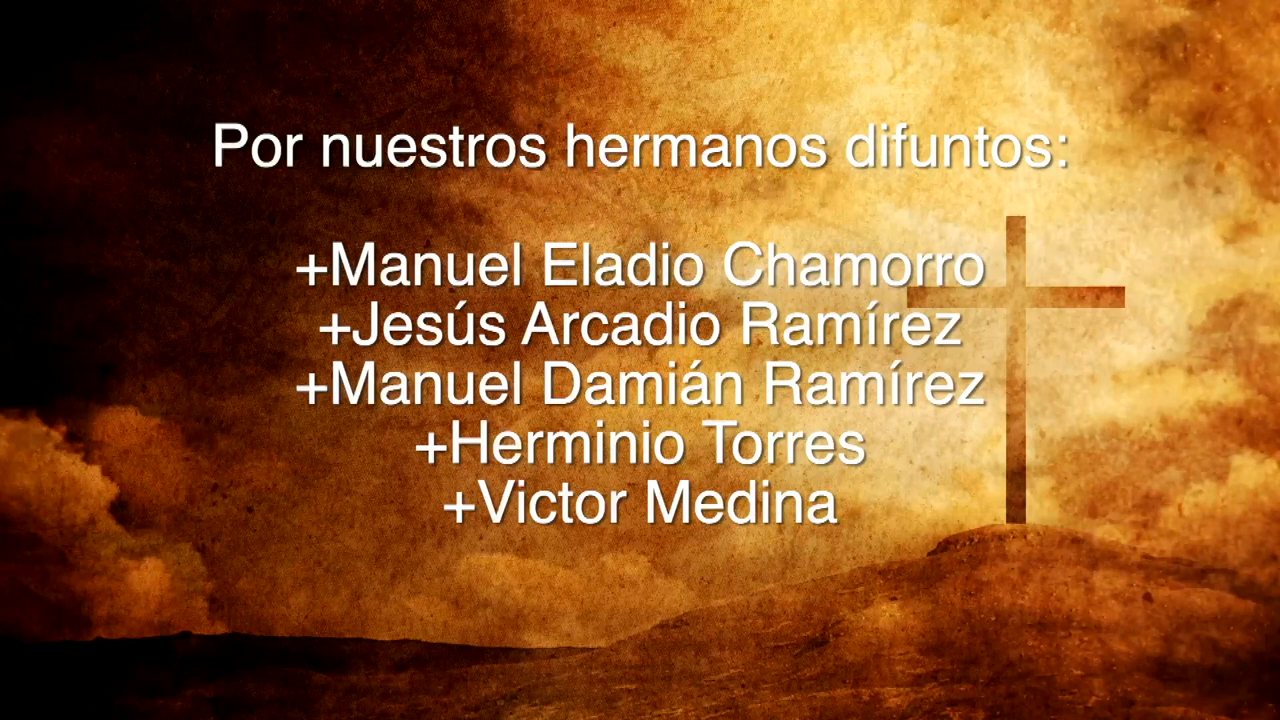 Por nuestros hermanos difuntos:
+Manuel Eladio Chamorro
+Jesús Arcadio Ramírez
+Manuel Damián Ramírez
+Herminio Torres
+Victor Medina